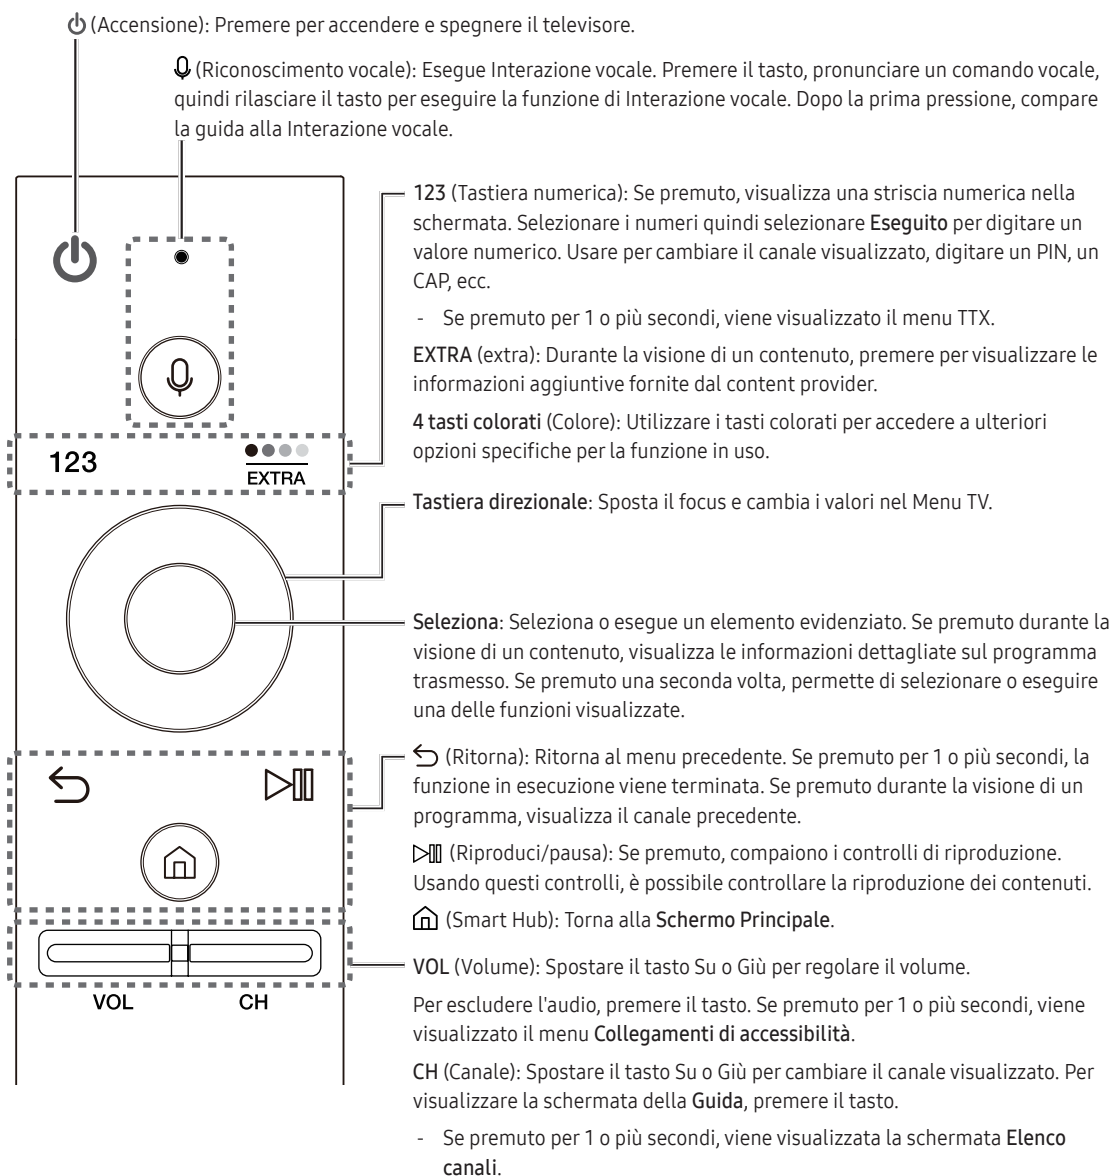 (Accensione): Premere per accendere e spegnere il televisore.
(Riconoscimento vocale): Esegue Interazione vocale. Premere il tasto, pronunciare un comando vocale,
quindi rilasciare il tasto per eseguire la funzione di Interazione vocale. Dopo la prima pressione, compare
la guida alla Interazione vocale.
123 (Tastiera numerica): Se premuto, visualizza una striscia numerica nella
schermata. Selezionare i numeri quindi selezionare Eseguito per digitare un
valore numerico. Usare per cambiare il canale visualizzato, digitare un PIN, un
CAP, ecc.
- Se premuto per 1 o più secondi, viene visualizzato il menu TTX.
EXTRA (extra): Durante la visione di un contenuto, premere per visualizzare le
informazioni aggiuntive fornite dal content provider.
4 tasti colorati (Colore): Utilizzare i tasti colorati per accedere a ulteriori
opzioni specifiche per la funzione in uso.
123
EXTRA
Tastiera direzionale: Sposta il focus e cambia i valori nel Menu TV.
Seleziona: Seleziona o esegue un elemento evidenziato. Se premuto durante la
visione di un contenuto, visualizza le informazioni dettagliate sul programma
trasmesso. Se premuto una seconda volta, permette di selezionare o eseguire
una delle funzioni visualizzate.
(Ritorna): Ritorna al menu precedente. Se premuto per 1 o più secondi, la
funzione in esecuzione viene terminata. Se premuto durante la visione di un
programma, visualizza il canale precedente.
(Riproduci/pausa): Se premuto, compaiono i controlli di riproduzione.
Usando questi controlli, è possibile controllare la riproduzione dei contenuti.
(Smart Hub): Torna alla Schermo Principale.
VOL (Volume): Spostare il tasto Su o Giù per regolare il volume.
Per escludere l'audio, premere il tasto. Se premuto per 1 o più secondi, viene
visualizzato il menu Collegamenti di accessibilità.
VOL
CH
CH (Canale): Spostare il tasto Su o Giù per cambiare il canale visualizzato. Per
visualizzare la schermata della Guida, premere il tasto.
- Se premuto per 1 o più secondi, viene visualizzata la schermata Elenco
canali.